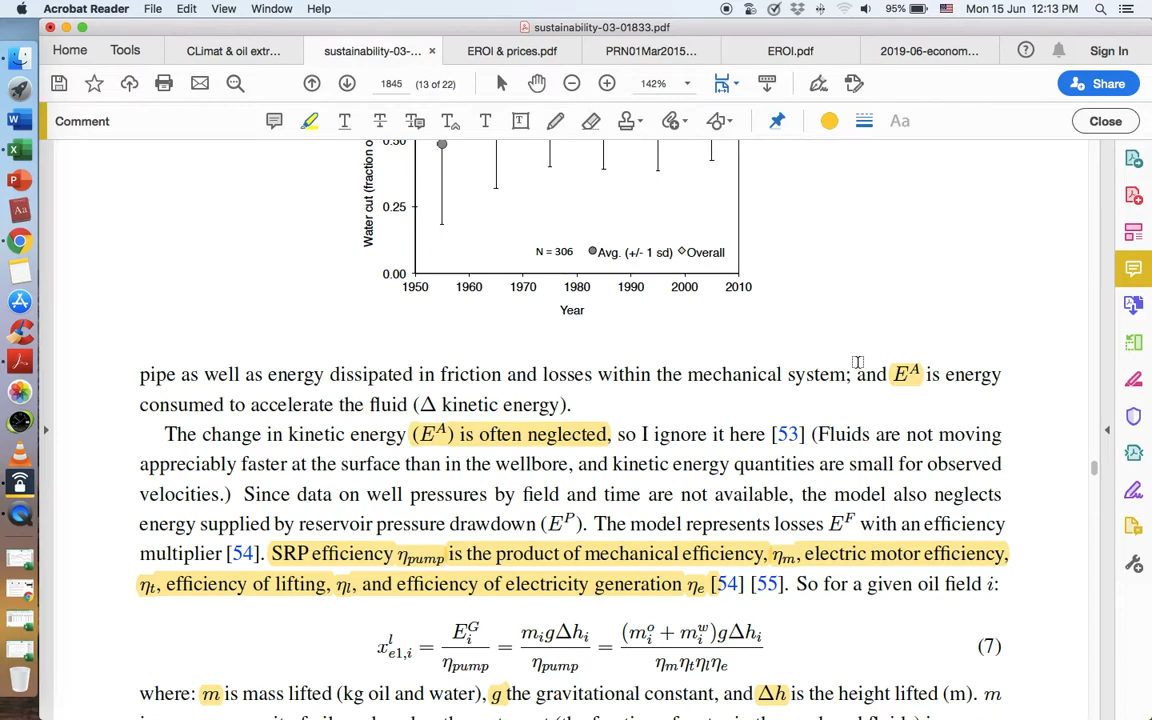 Acrobat Reader File Edit View Window Help 95% Mon 15 Jun 12:13 PM
sustainability-03-01833.pdf
Home Tools CLimat & oil extr... sustainability-03-... × EROI & prices.pdf PRN01Mar2015... EROI.pdf 2019-06-econom... Sign In
1845 (13 of 22) 142% Share
Comment Aa Close
0.50
0.25
0.00
Water cut (fraction o
N = 306 Avg. (+/- 1 sd) Overall
1950 1960 1970 1980 1990 2000 2010
Year
pipe as well as energy dissipated in friction and losses within the mechanical system; and Eᴬ is energy
consumed to accelerate the fluid (Δ kinetic energy).
The change in kinetic energy (Eᴬ) is often neglected, so I ignore it here [53] (Fluids are not moving
appreciably faster at the surface than in the wellbore, and kinetic energy quantities are small for observed
velocities.) Since data on well pressures by field and time are not available, the model also neglects
energy supplied by reservoir pressure drawdown (Eᴾ). The model represents losses E^F with an efficiency
multiplier [54]. SRP efficiency η_pump is the product of mechanical efficiency, η_m, electric motor efficiency,
η_t, efficiency of lifting, η_l, and efficiency of electricity generation η_e [54] [55]. So for a given oil field i:
x^l_{e1,i} = E_i^G / η_pump = m_i gΔh_i / η_pump = (m_i^o + m_i^w)gΔh_i / η_m η_t η_l η_e (7)
where: m is mass lifted (kg oil and water), g the gravitational constant, and Δh is the height lifted (m). m